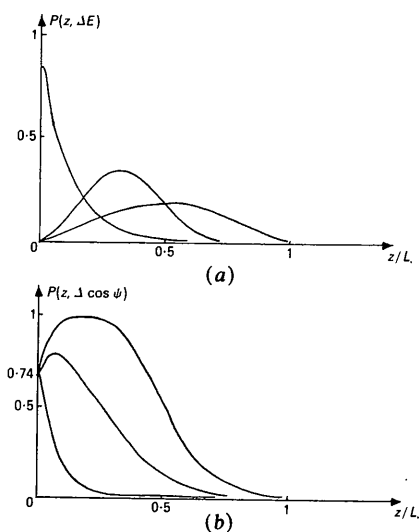 P(z, ΔE)
1
0·5
0
0·5
1
z/L.
(a)
P(z, Δ cos ψ)
1
0·74
0·5
0
0·5
1
z/L.
(b)